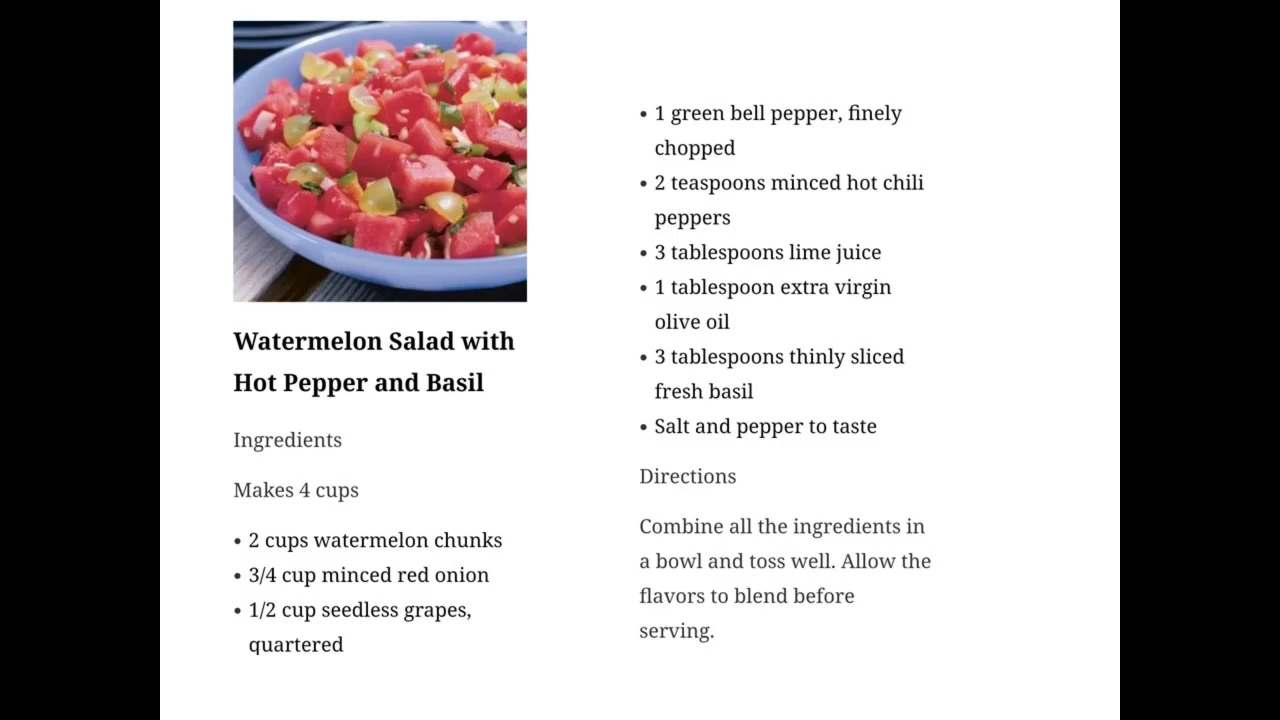 Watermelon Salad with
Hot Pepper and Basil
Ingredients
Makes 4 cups
• 2 cups watermelon chunks
• 3/4 cup minced red onion
• 1/2 cup seedless grapes,
quartered
• 1 green bell pepper, finely
chopped
• 2 teaspoons minced hot chili
peppers
• 3 tablespoons lime juice
• 1 tablespoon extra virgin
olive oil
• 3 tablespoons thinly sliced
fresh basil
• Salt and pepper to taste
Directions
Combine all the ingredients in
a bowl and toss well. Allow the
flavors to blend before
serving.